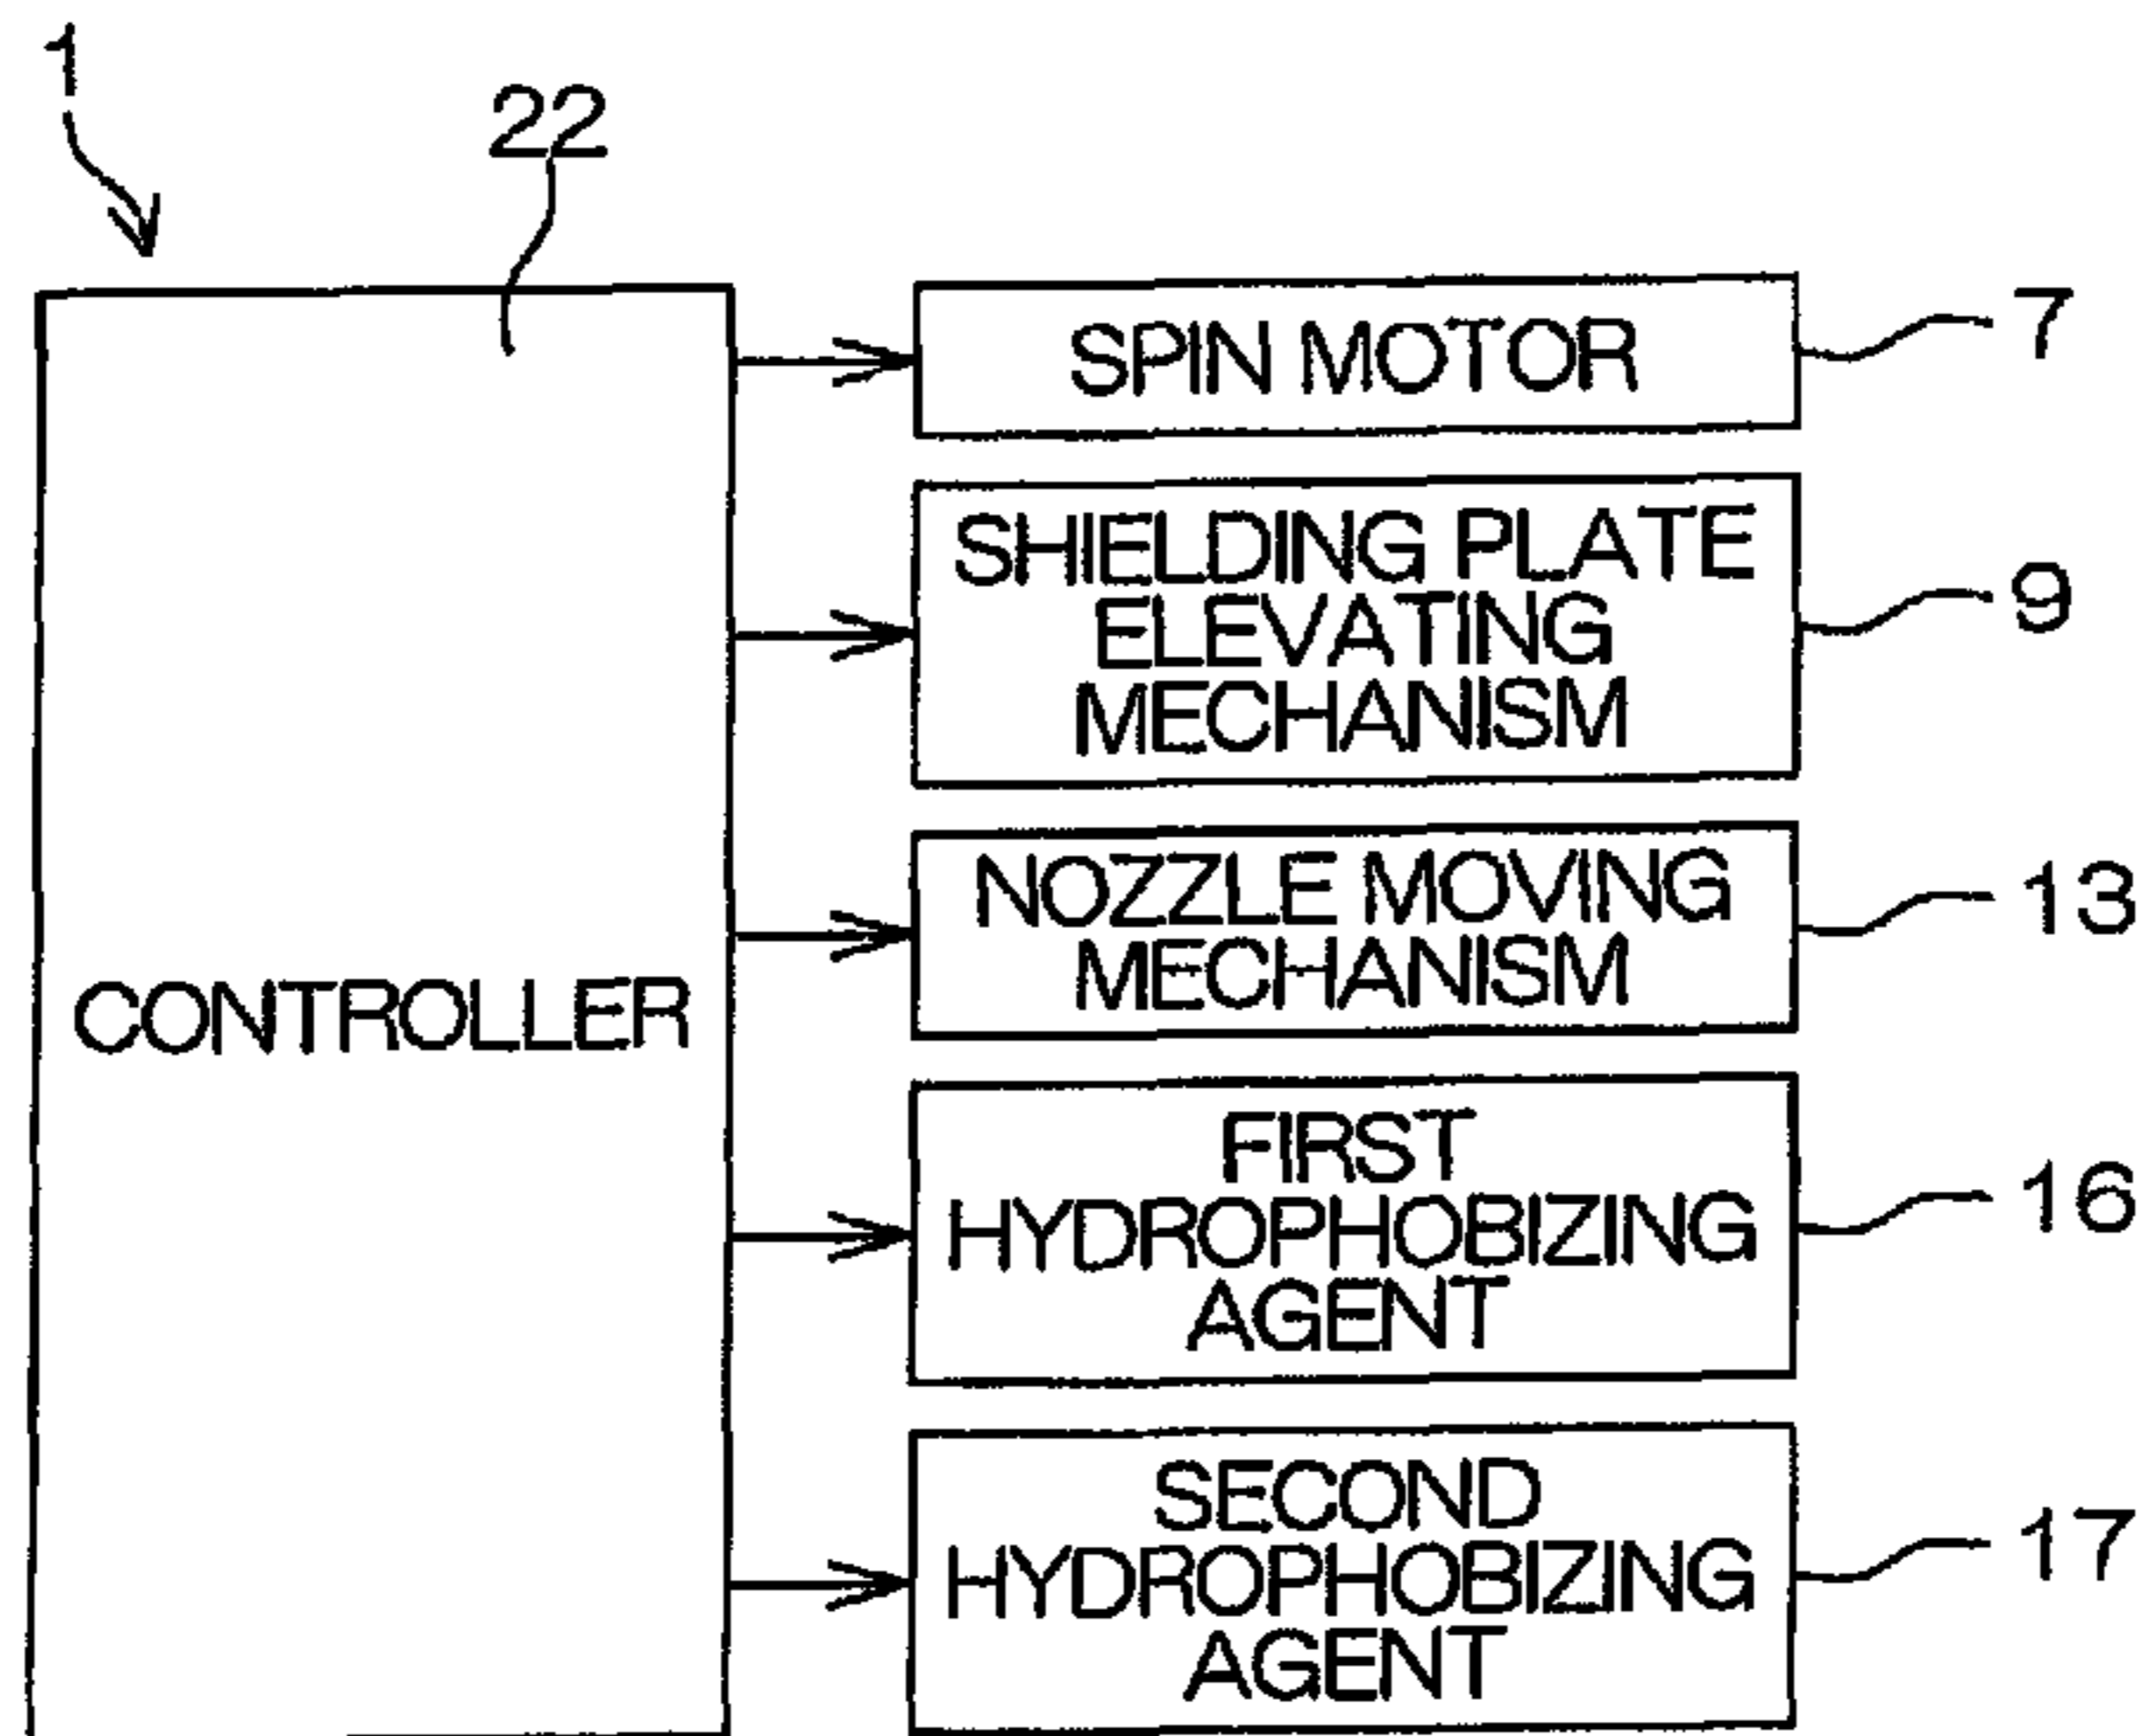 1
22
CONTROLLER
SPIN MOTOR
7
SHIELDING PLATE
ELEVATING
MECHANISM
9
NOZZLE MOVING
MECHANISM
13
FIRST
HYDROPHOBIZING
AGENT
16
SECOND
HYDROPHOBIZING
AGENT
17